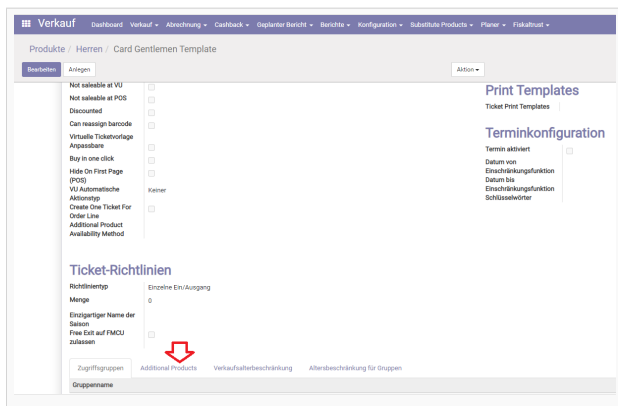 Verkauf Dashboard Verkauf Abrechnung Cashback Geplanter Bericht Berichte Konfiguration Substitute Products Planer Fiskaltrust
Produkte / Herren / Card Gentlemen Template
Bearbeiten Anlegen Aktion
Not saleable at VU
Not saleable at POS
Discounted
Can reassign barcode
Virtuelle Ticketvorlage
Anpassbare
Buy in one click
Hide On First Page
(POS)
VU Automatische Keiner
Aktionstyp
Create One Ticket For
Order Line
Additional Product
Availability Method
Print Templates
Ticket Print Templates
Terminkonfiguration
Termin aktiviert
Datum von
Einschränkungsfunktion
Datum bis
Einschränkungsfunktion
Schlüsselwörter
Ticket-Richtlinien
Richtlinientyp Einzelne Ein/Ausgang
Menge 0
Einzigartiger Name der
Saison
Free Exit auf FMCU
zulassen
Zugriffsgruppen Additional Products Verkaufsalterbeschränkung Altersbeschränkung für Gruppen
Gruppenname